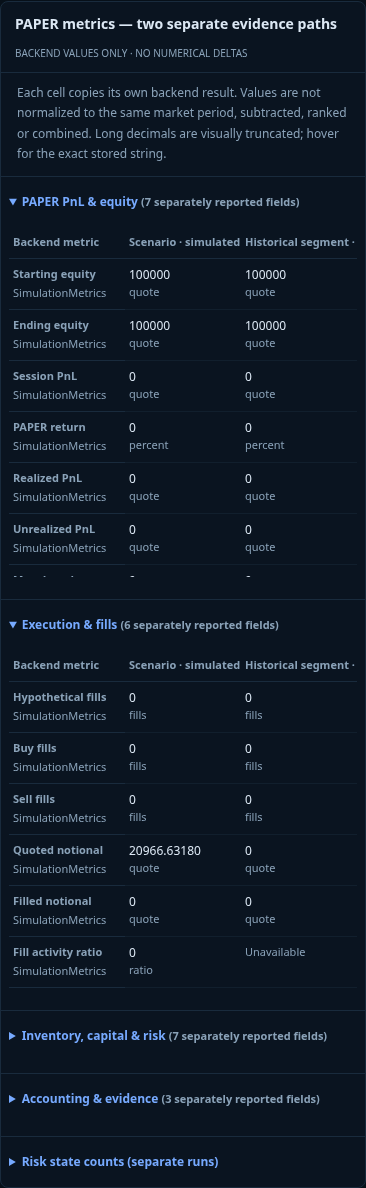 PAPER metrics — two separate evidence paths
BACKEND VALUES ONLY · NO NUMERICAL DELTAS
Each cell copies its own backend result. Values are not
normalized to the same market period, subtracted, ranked
or combined. Long decimals are visually truncated; hover
for the exact stored string.
▼ PAPER PnL & equity (7 separately reported fields)
Backend metric Scenario · simulated Historical segment ·
Starting equity 100000 100000
SimulationMetrics quote quote
Ending equity 100000 100000
SimulationMetrics quote quote
Session PnL 0 0
SimulationMetrics quote quote
PAPER return 0 0
SimulationMetrics percent percent
Realized PnL 0 0
SimulationMetrics quote quote
Unrealized PnL 0 0
SimulationMetrics quote quote
▼ Execution & fills (6 separately reported fields)
Backend metric Scenario · simulated Historical segment ·
Hypothetical fills 0 0
SimulationMetrics fills fills
Buy fills 0 0
SimulationMetrics fills fills
Sell fills 0 0
SimulationMetrics fills fills
Quoted notional 20966.63180 0
SimulationMetrics quote quote
Filled notional 0 0
SimulationMetrics quote quote
Fill activity ratio 0 Unavailable
SimulationMetrics ratio
▶ Inventory, capital & risk (7 separately reported fields)
▶ Accounting & evidence (3 separately reported fields)
▶ Risk state counts (separate runs)